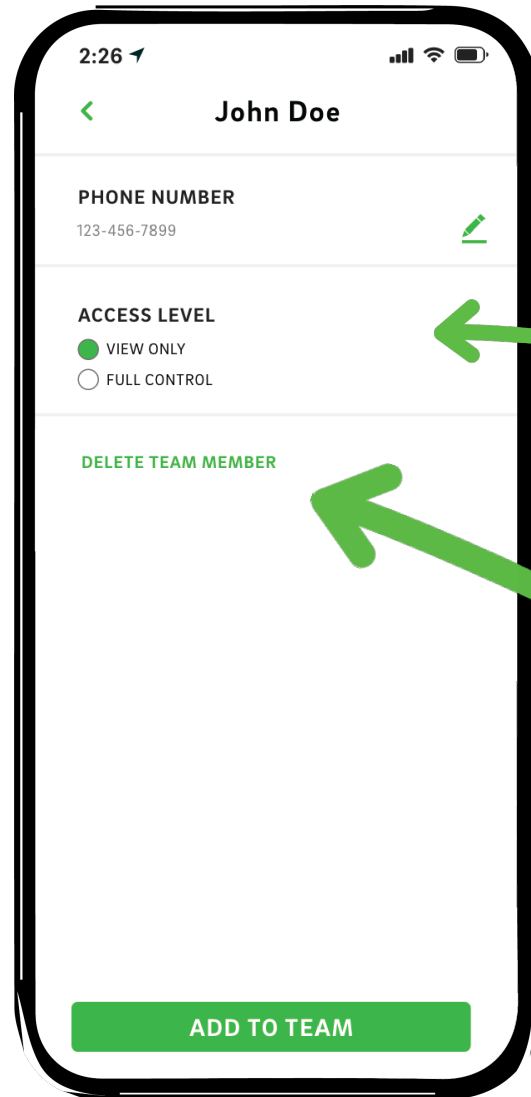 2:26
John Doe
PHONE NUMBER
123-456-7899
ACCESS LEVEL
VIEW ONLY
FULL CONTROL
DELETE TEAM MEMBER
ADD TO TEAM